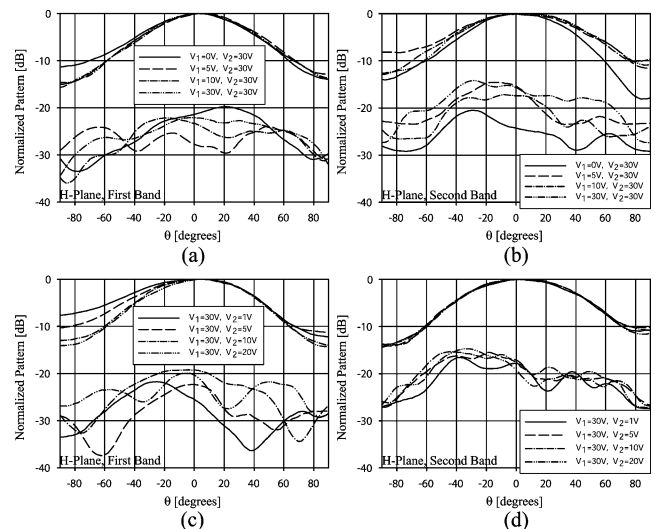 (a)
Normalized Pattern [dB]
0
-10
-20
-30
-40
V1=0V, V2=30V
V1=5V, V2=30V
V1=10V, V2=30V
V1=30V, V2=30V
H-Plane, First Band
-80 -60 -40 -20 0 20 40 60 80
θ [degrees]
(a)
(b)
Normalized Pattern [dB]
0
-10
-20
-30
-40
V1=0V, V2=30V
V1=5V, V2=30V
V1=10V, V2=30V
V1=30V, V2=30V
H-Plane, Second Band
-80 -60 -40 -20 0 20 40 60 80
θ [degrees]
(b)
(c)
Normalized Pattern [dB]
0
-10
-20
-30
-40
V1=30V, V2=1V
V1=30V, V2=5V
V1=30V, V2=10V
V1=30V, V2=20V
H-Plane, First Band
-80 -60 -40 -20 0 20 40 60 80
θ [degrees]
(c)
(d)
Normalized Pattern [dB]
0
-10
-20
-30
-40
V1=30V, V2=1V
V1=30V, V2=5V
V1=30V, V2=10V
V1=30V, V2=20V
H-Plane, Second Band
-80 -60 -40 -20 0 20 40 60 80
θ [degrees]
(d)